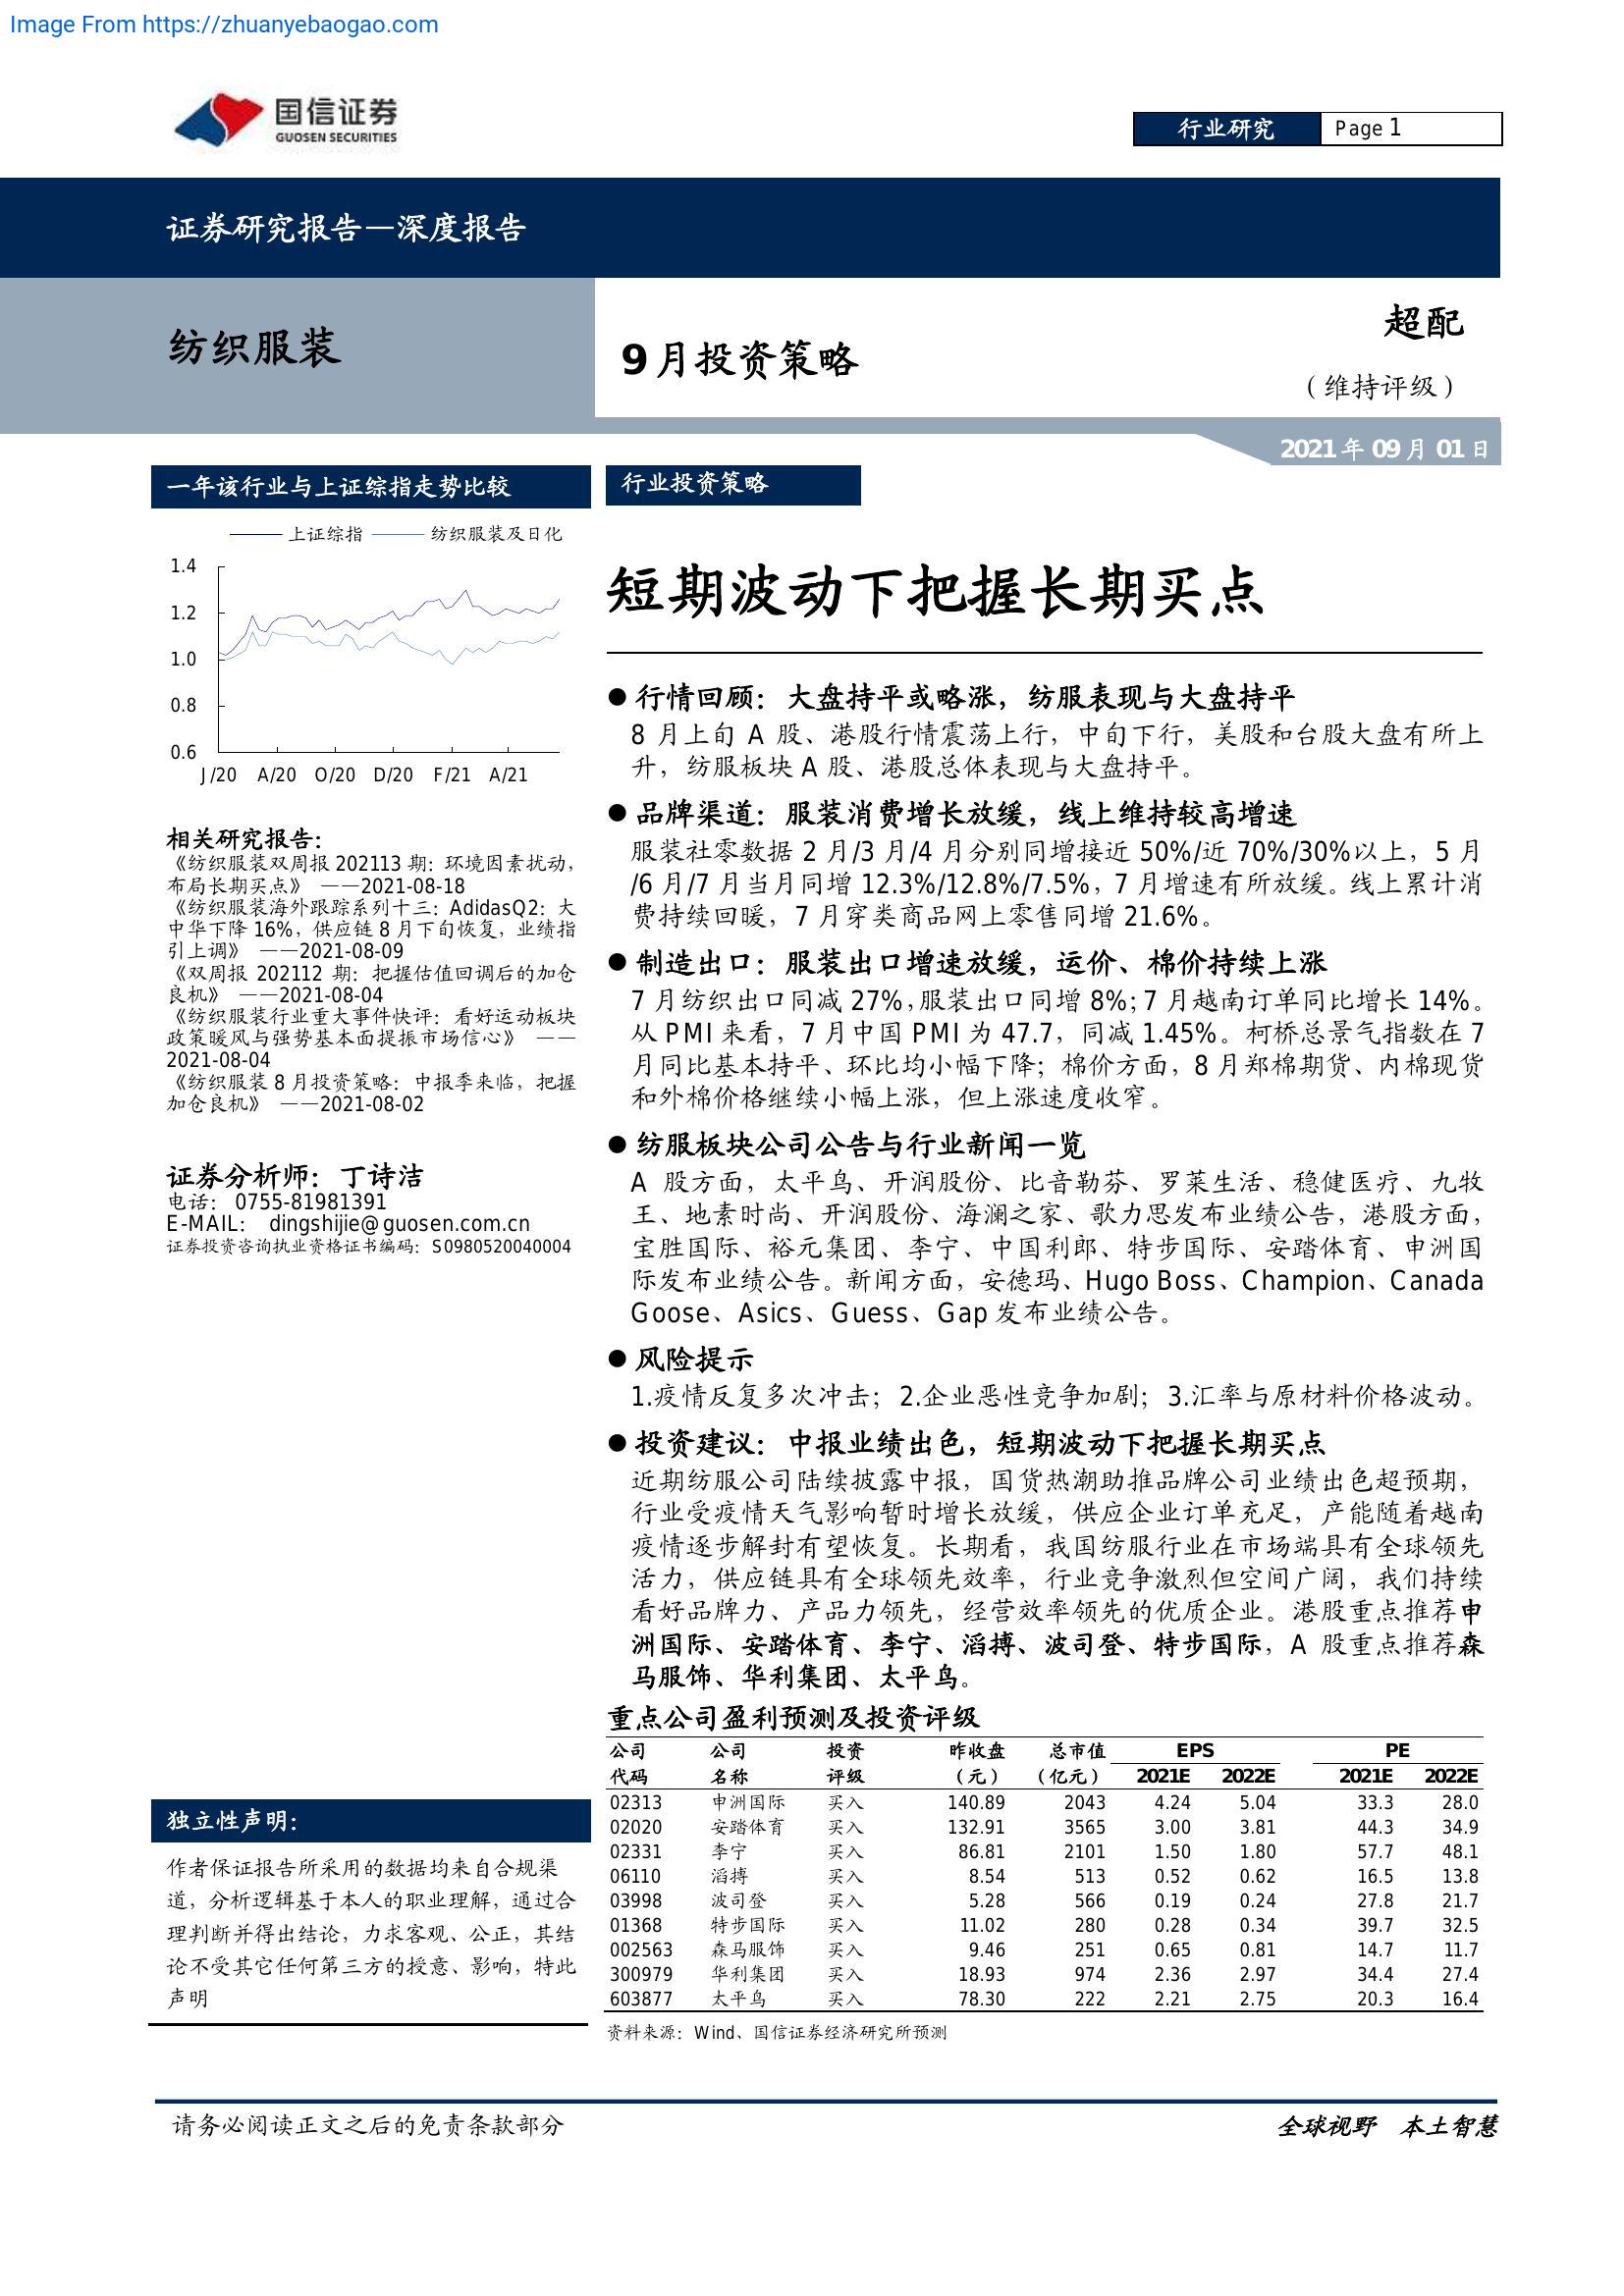 Image From https://zhuanyebaogao.com
国信证券
GUOSEN SECURITIES
行业研究
Page 1
证券研究报告—深度报告
纺织服装
9 月投资策略
超配
（维持评级）
2021 年 09 月 01 日
一年该行业与上证综指走势比较
上证综指 纺织服装及日化
1.4
1.2
1.0
0.8
0.6
J/20 A/20 O/20 D/20 F/21 A/21
相关研究报告：
《纺织服装双周报 202113 期：环境因素扰动，
布局长期买点》 ——2021-08-18
《纺织服装海外跟踪系列十三：AdidasQ2：大
中华下降 16%，供应链 8 月下旬恢复，业绩指
引上调》 ——2021-08-09
《双周报 202112 期：把握估值回调后的加仓
良机》 ——2021-08-04
《纺织服装行业重大事件快评：看好运动板块
政策暖风与强势基本面提振市场信心》 ——
2021-08-04
《纺织服装 8 月投资策略：中报季来临，把握
加仓良机》 ——2021-08-02
证券分析师：丁诗洁
电话： 0755-81981391
E-MAIL： dingshijie@guosen.com.cn
证券投资咨询执业资格证书编码：S0980520040004
独立性声明：
作者保证报告所采用的数据均来自合规渠
道，分析逻辑基于本人的职业理解，通过合
理判断并得出结论，力求客观、公正，其结
论不受其它任何第三方的授意、影响，特此
声明
行业投资策略
短期波动下把握长期买点
● 行情回顾：大盘持平或略涨，纺服表现与大盘持平
8 月上旬 A 股、港股行情震荡上行，中旬下行，美股和台股大盘有所上
升，纺服板块 A 股、港股总体表现与大盘持平。
● 品牌渠道：服装消费增长放缓，线上维持较高增速
服装社零数据 2 月/3 月/4 月分别同增接近 50%/近 70%/30%以上，5 月
/6 月/7 月当月同增 12.3%/12.8%/7.5%，7 月增速有所放缓。线上累计消
费持续回暖，7 月穿类商品网上零售同增 21.6%。
● 制造出口：服装出口增速放缓，运价、棉价持续上涨
7 月纺织出口同减 27%，服装出口同增 8%；7 月越南订单同比增长 14%。
从 PMI 来看，7 月中国 PMI 为 47.7，同减 1.45%。柯桥总景气指数在 7
月同比基本持平、环比均小幅下降；棉价方面，8 月郑棉期货、内棉现货
和外棉价格继续小幅上涨，但上涨速度收窄。
● 纺服板块公司公告与行业新闻一览
A 股方面，太平鸟、开润股份、比音勒芬、罗莱生活、稳健医疗、九牧
王、地素时尚、开润股份、海澜之家、歌力思发布业绩公告，港股方面，
宝胜国际、裕元集团、李宁、中国利郎、特步国际、安踏体育、申洲国
际发布业绩公告。新闻方面，安德玛、Hugo Boss、Champion、Canada
Goose、Asics、Guess、Gap 发布业绩公告。
● 风险提示
1.疫情反复多次冲击；2.企业恶性竞争加剧；3.汇率与原材料价格波动。
● 投资建议：中报业绩出色，短期波动下把握长期买点
近期纺服公司陆续披露中报，国货热潮助推品牌公司业绩出色超预期，
行业受疫情天气影响暂时增长放缓，供应企业订单充足，产能随着越南
疫情逐步解封有望恢复。长期看，我国纺服行业在市场端具有全球领先
活力，供应链具有全球领先效率，行业竞争激烈但空间广阔，我们持续
看好品牌力、产品力领先，经营效率领先的优质企业。港股重点推荐申
洲国际、安踏体育、李宁、滔搏、波司登、特步国际，A 股重点推荐森
马服饰、华利集团、太平鸟。
重点公司盈利预测及投资评级
公司 公司 投资 昨收盘 总市值 EPS PE
代码 名称 评级 （元） （亿元） 2021E 2022E 2021E 2022E
02313 申洲国际 买入 140.89 2043 4.24 5.04 33.3 28.0
02020 安踏体育 买入 132.91 3565 3.00 3.81 44.3 34.9
02331 李宁 买入 86.81 2101 1.50 1.80 57.7 48.1
06110 滔搏 买入 8.54 513 0.52 0.62 16.5 13.8
03998 波司登 买入 5.28 566 0.19 0.24 27.8 21.7
01368 特步国际 买入 11.02 280 0.28 0.34 39.7 32.5
002563 森马服饰 买入 9.46 251 0.65 0.81 14.7 11.7
300979 华利集团 买入 18.93 974 2.36 2.97 34.4 27.4
603877 太平鸟 买入 78.30 222 2.21 2.75 20.3 16.4
资料来源：Wind、国信证券经济研究所预测
请务必阅读正文之后的免责条款部分
全球视野 本土智慧